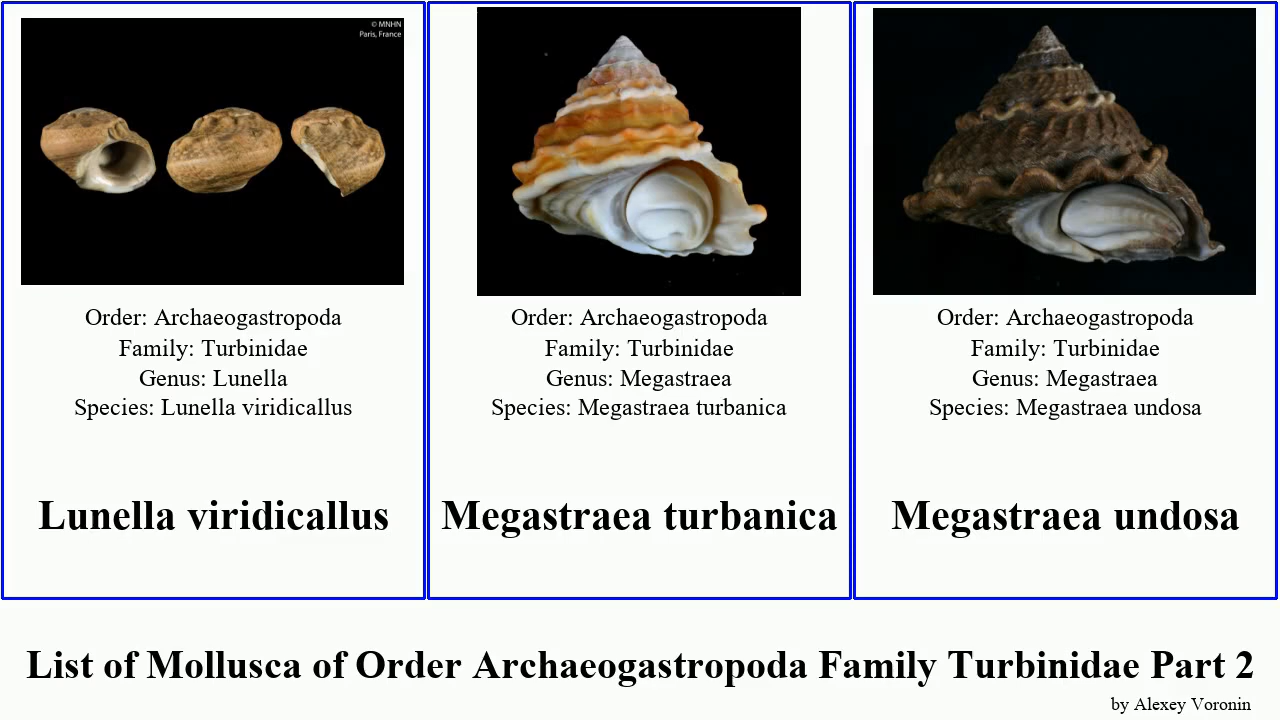 © MNHN
Paris, France
Order: Archaeogastropoda
Family: Turbinidae
Genus: Lunella
Species: Lunella viridicallus
Lunella viridicallus
Order: Archaeogastropoda
Family: Turbinidae
Genus: Megastraea
Species: Megastraea turbanica
Megastraea turbanica
Order: Archaeogastropoda
Family: Turbinidae
Genus: Megastraea
Species: Megastraea undosa
Megastraea undosa
List of Mollusca of Order Archaeogastropoda Family Turbinidae Part 2
by Alexey Voronin